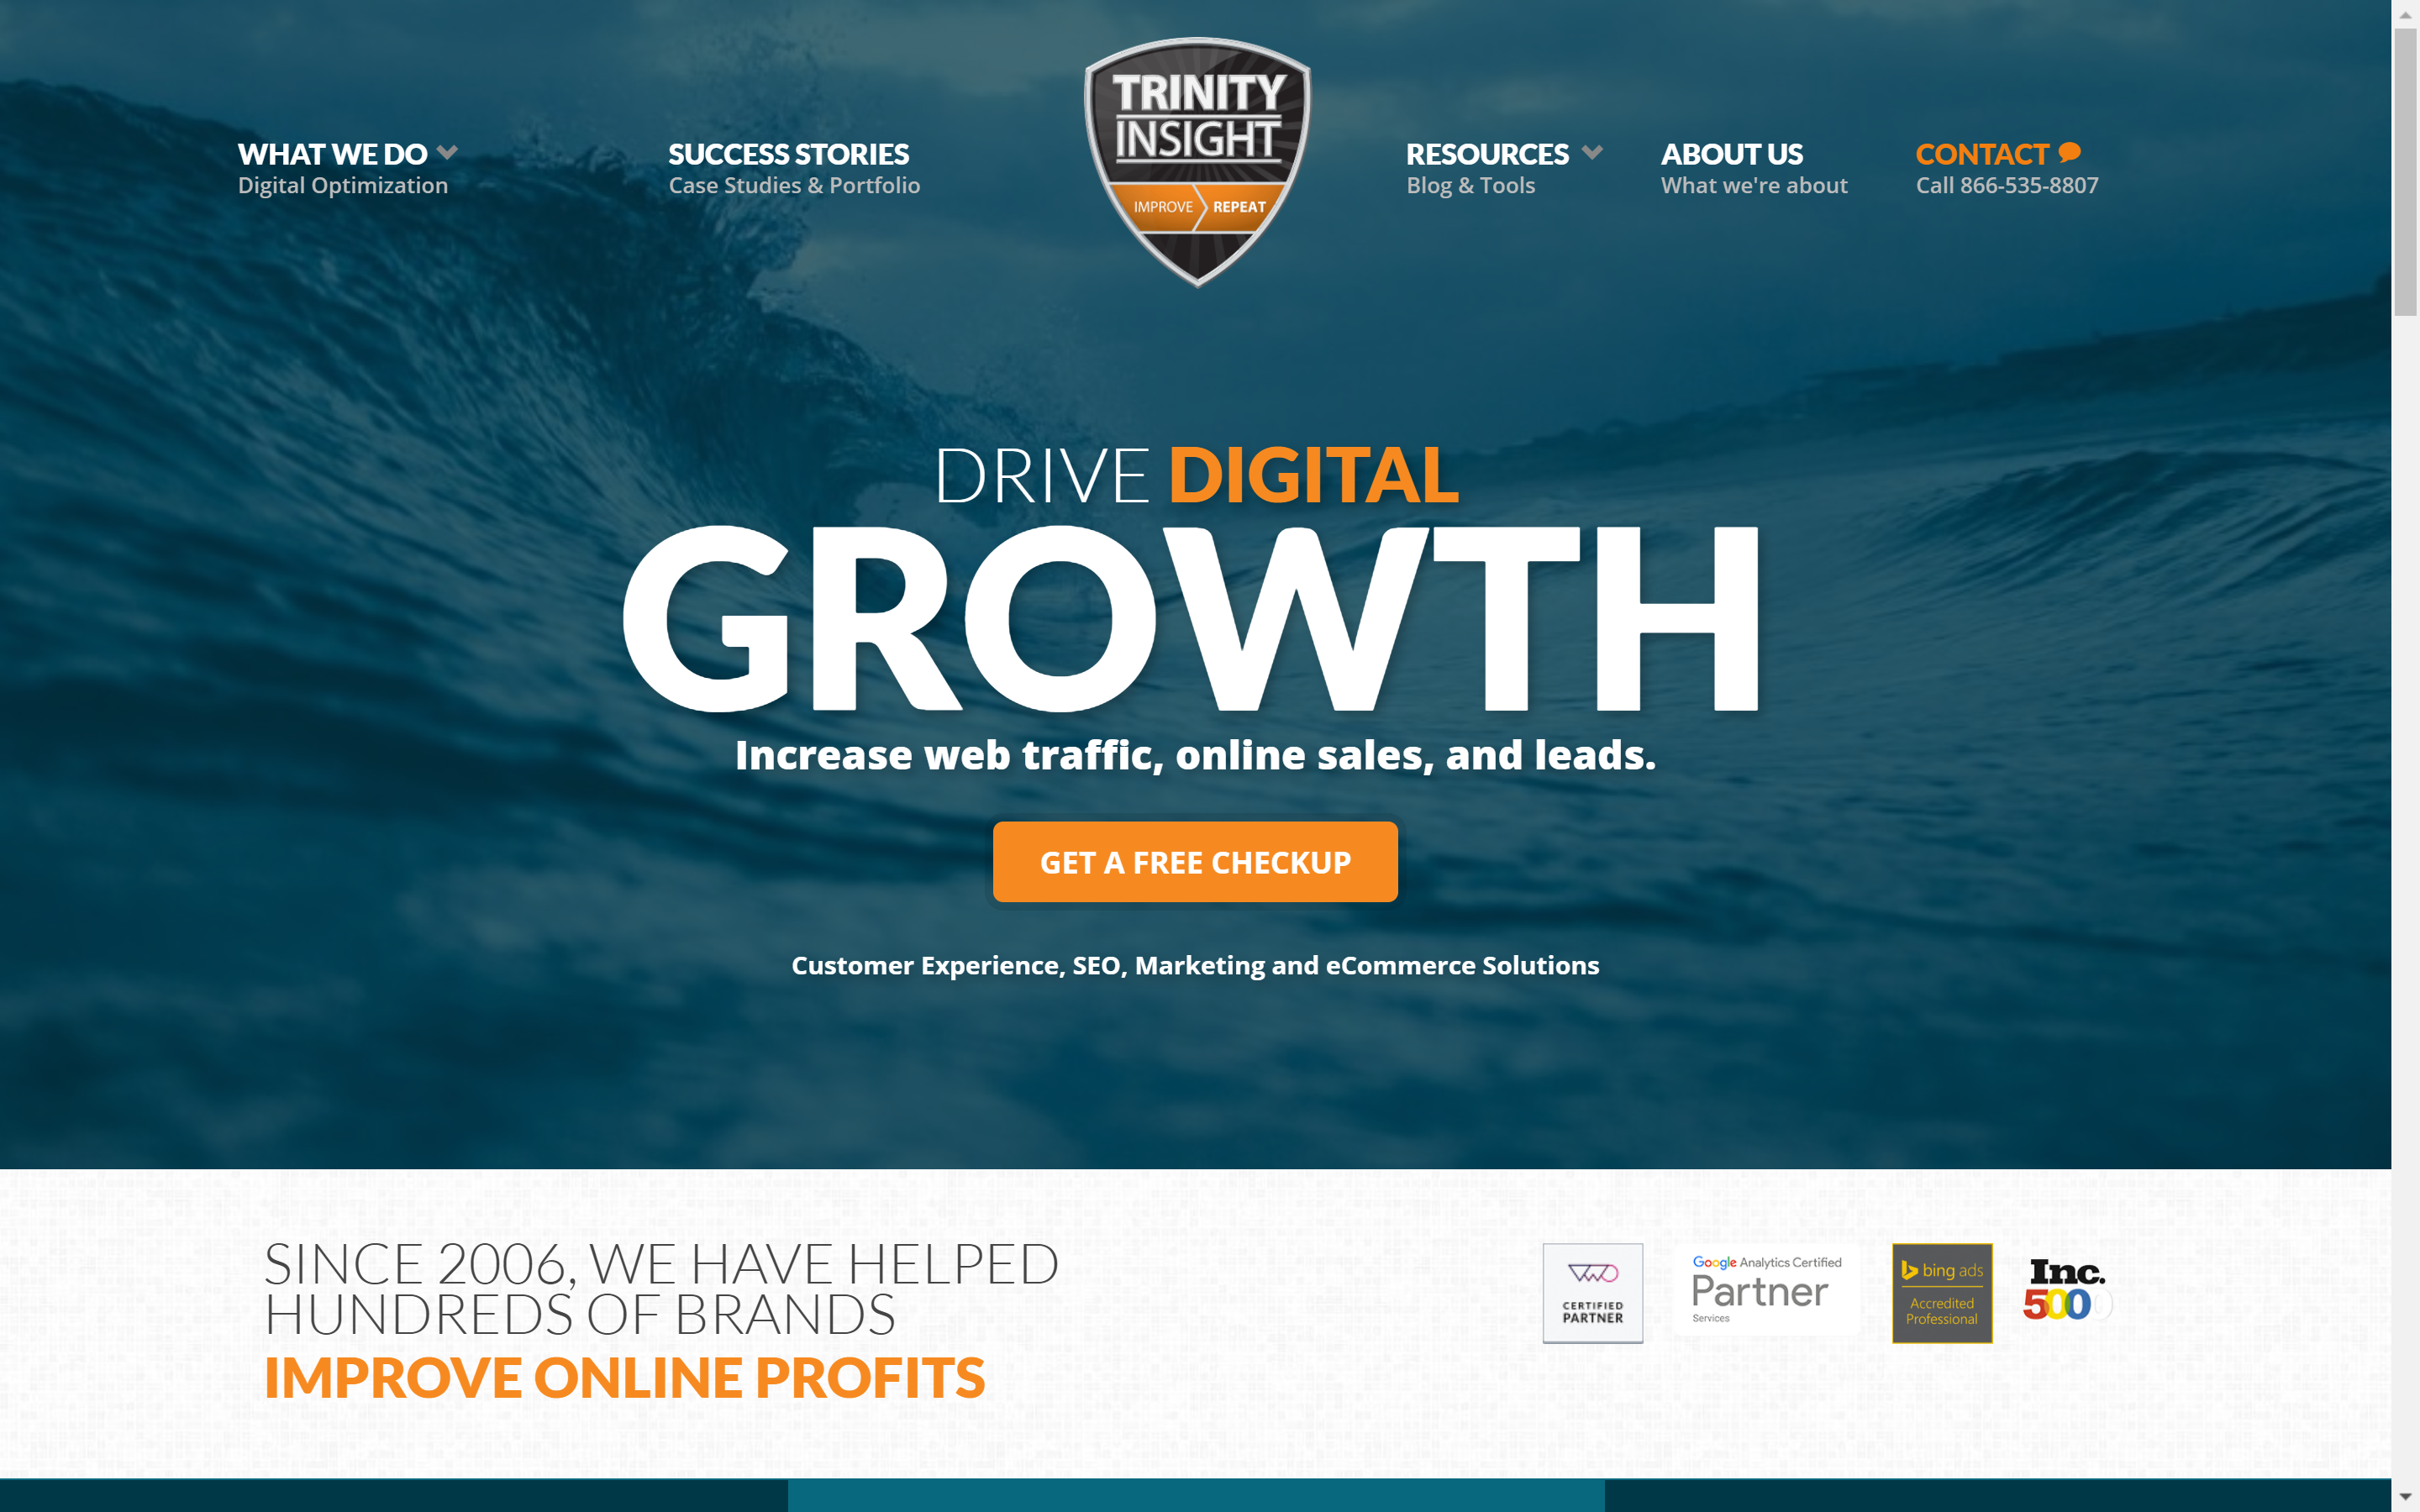 WHAT WE DO
Digital Optimization
SUCCESS STORIES
Case Studies & Portfolio
TRINITY
INSIGHT
IMPROVE REPEAT
RESOURCES
Blog & Tools
ABOUT US
What we're about
CONTACT
Call 866-535-8807
DRIVE DIGITAL
GROWTH
Increase web traffic, online sales, and leads.
GET A FREE CHECKUP
Customer Experience, SEO, Marketing and eCommerce Solutions
SINCE 2006, WE HAVE HELPED
HUNDREDS OF BRANDS
IMPROVE ONLINE PROFITS
VWO
CERTIFIED
PARTNER
Google Analytics Certified
Partner
Services
bing ads
Accredited
Professional
Inc.
5000